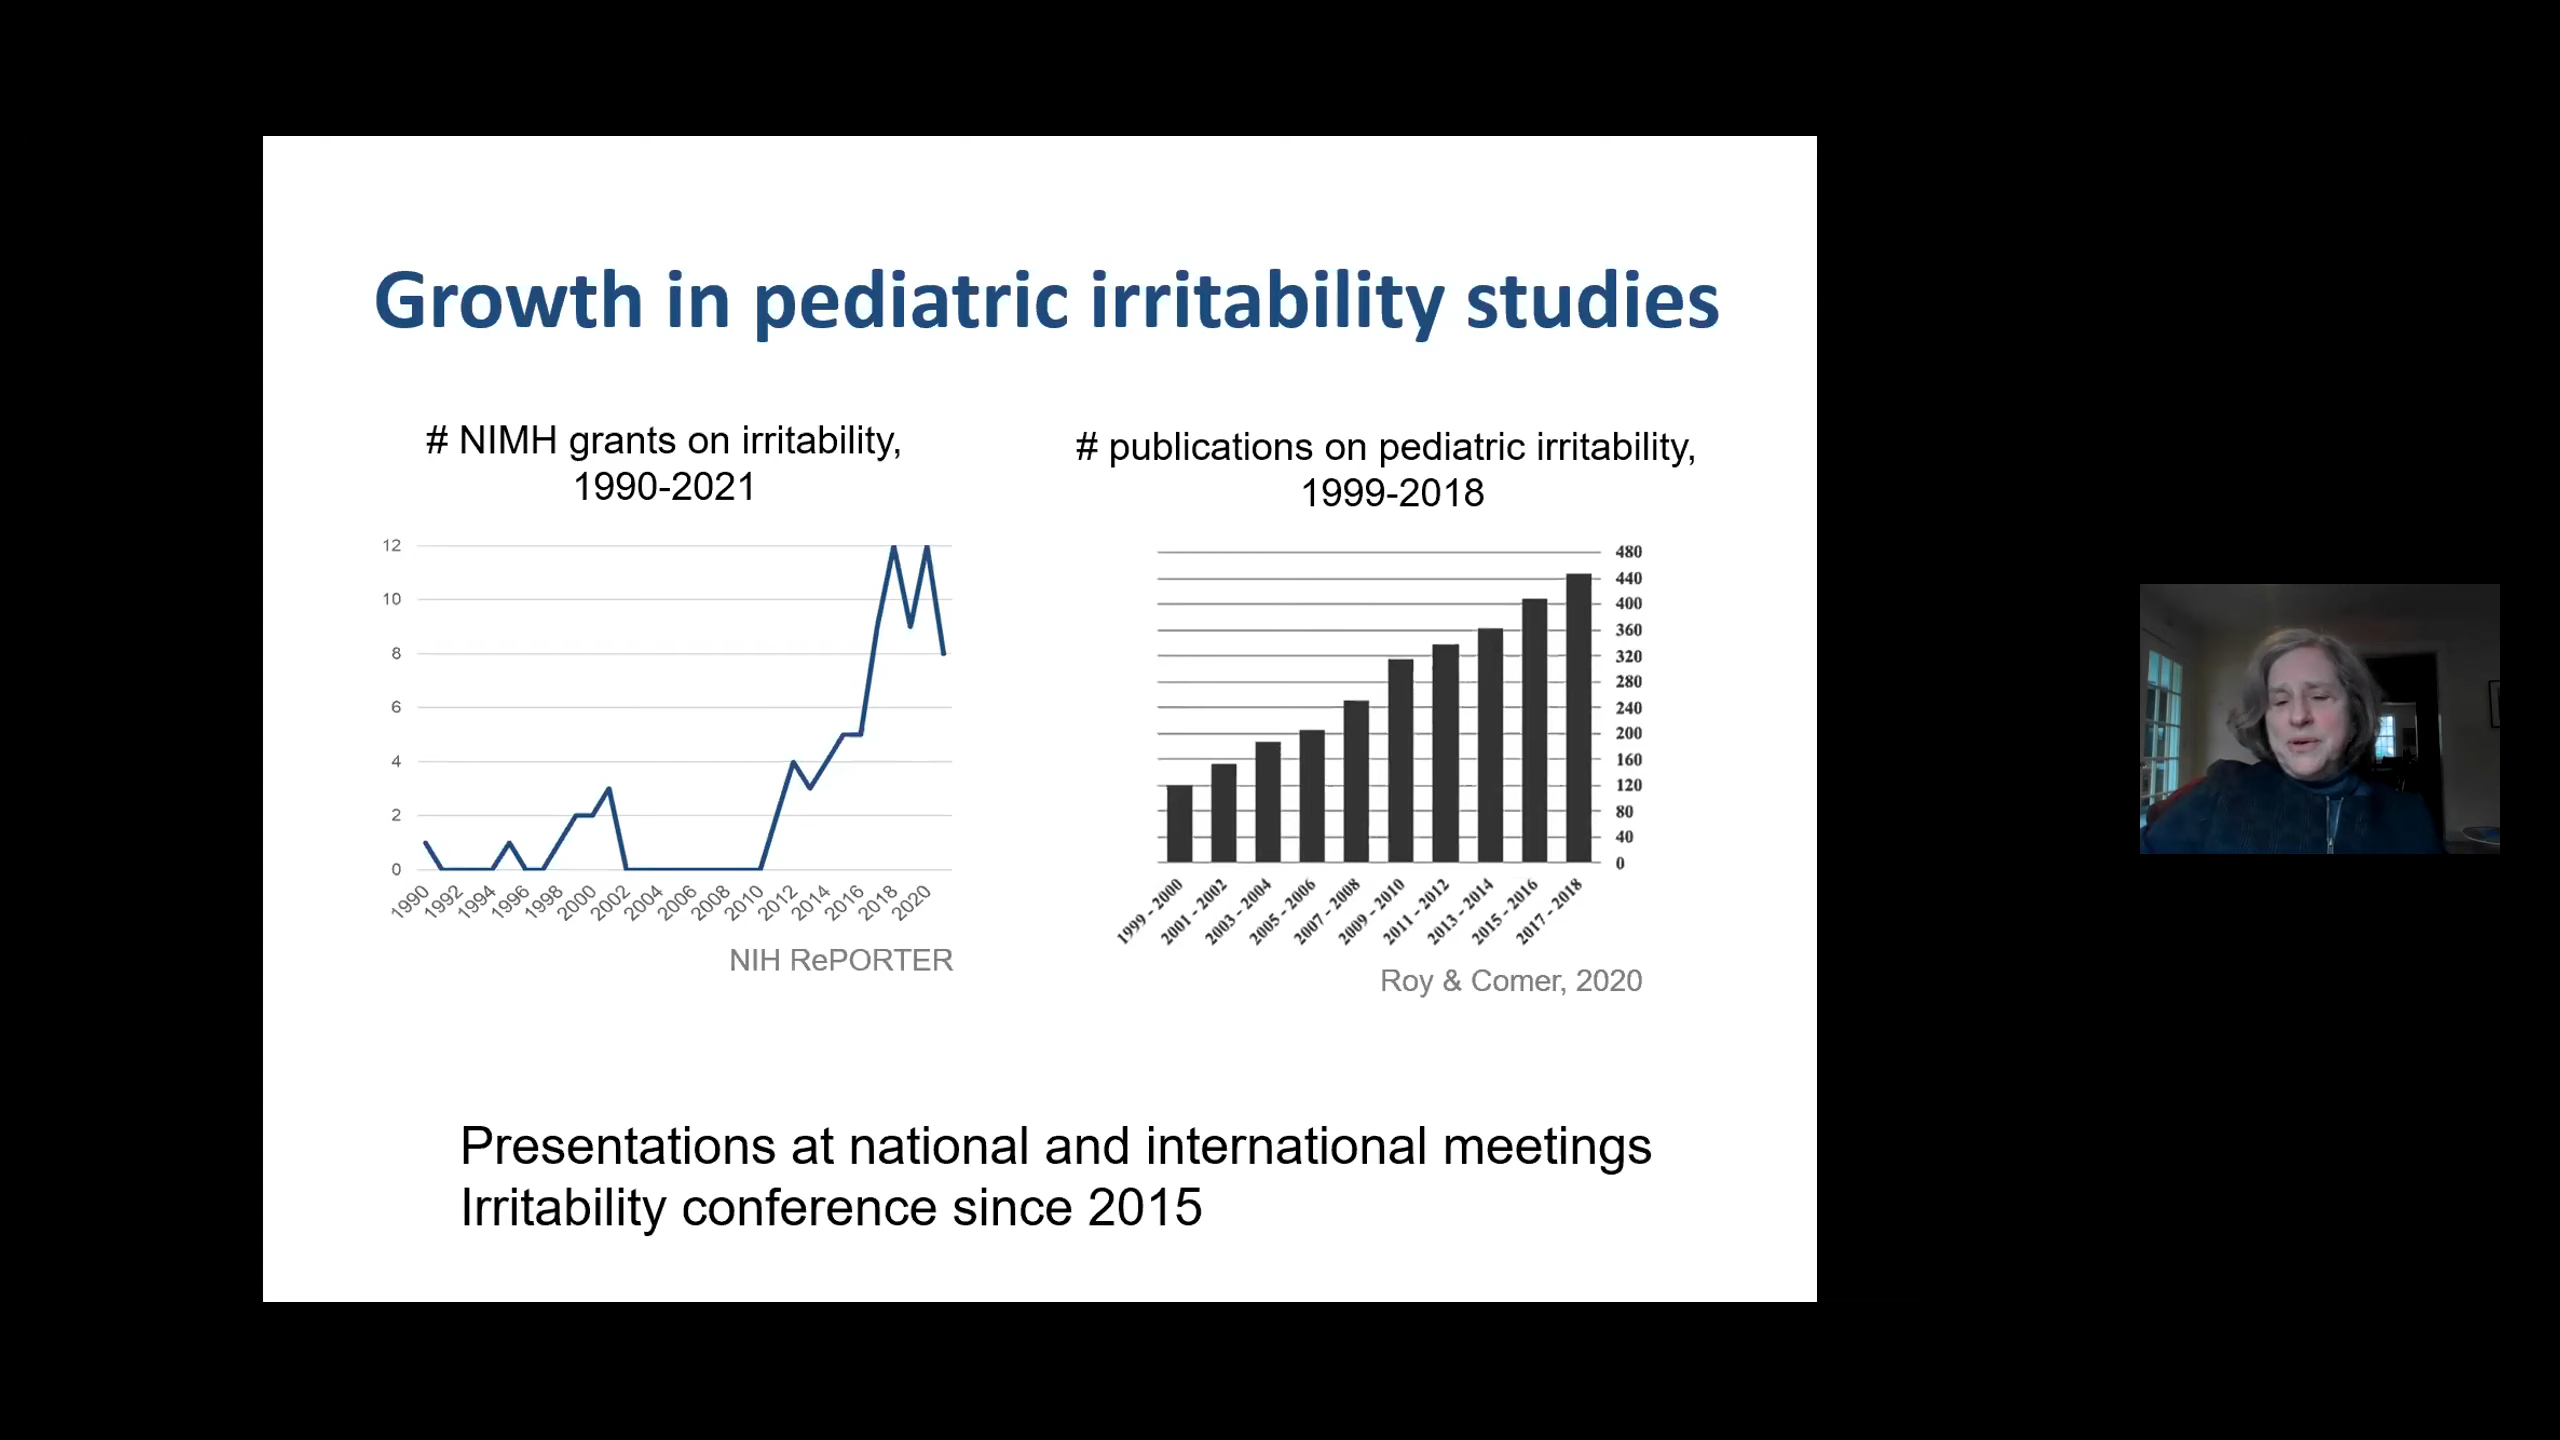 Growth in pediatric irritability studies
# NIMH grants on irritability,
1990-2021
12
10
8
6
4
2
0
1990
1992
1994
1996
1998
2000
2002
2004
2006
2008
2010
2012
2014
2016
2018
2020
NIH RePORTER
# publications on pediatric irritability,
1999-2018
480
440
400
360
320
280
240
200
160
120
80
40
0
1999 - 2000
2001 - 2002
2003 - 2004
2005 - 2006
2007 - 2008
2009 - 2010
2011 - 2012
2013 - 2014
2015 - 2016
2017 - 2018
Roy & Comer, 2020
Presentations at national and international meetings
Irritability conference since 2015